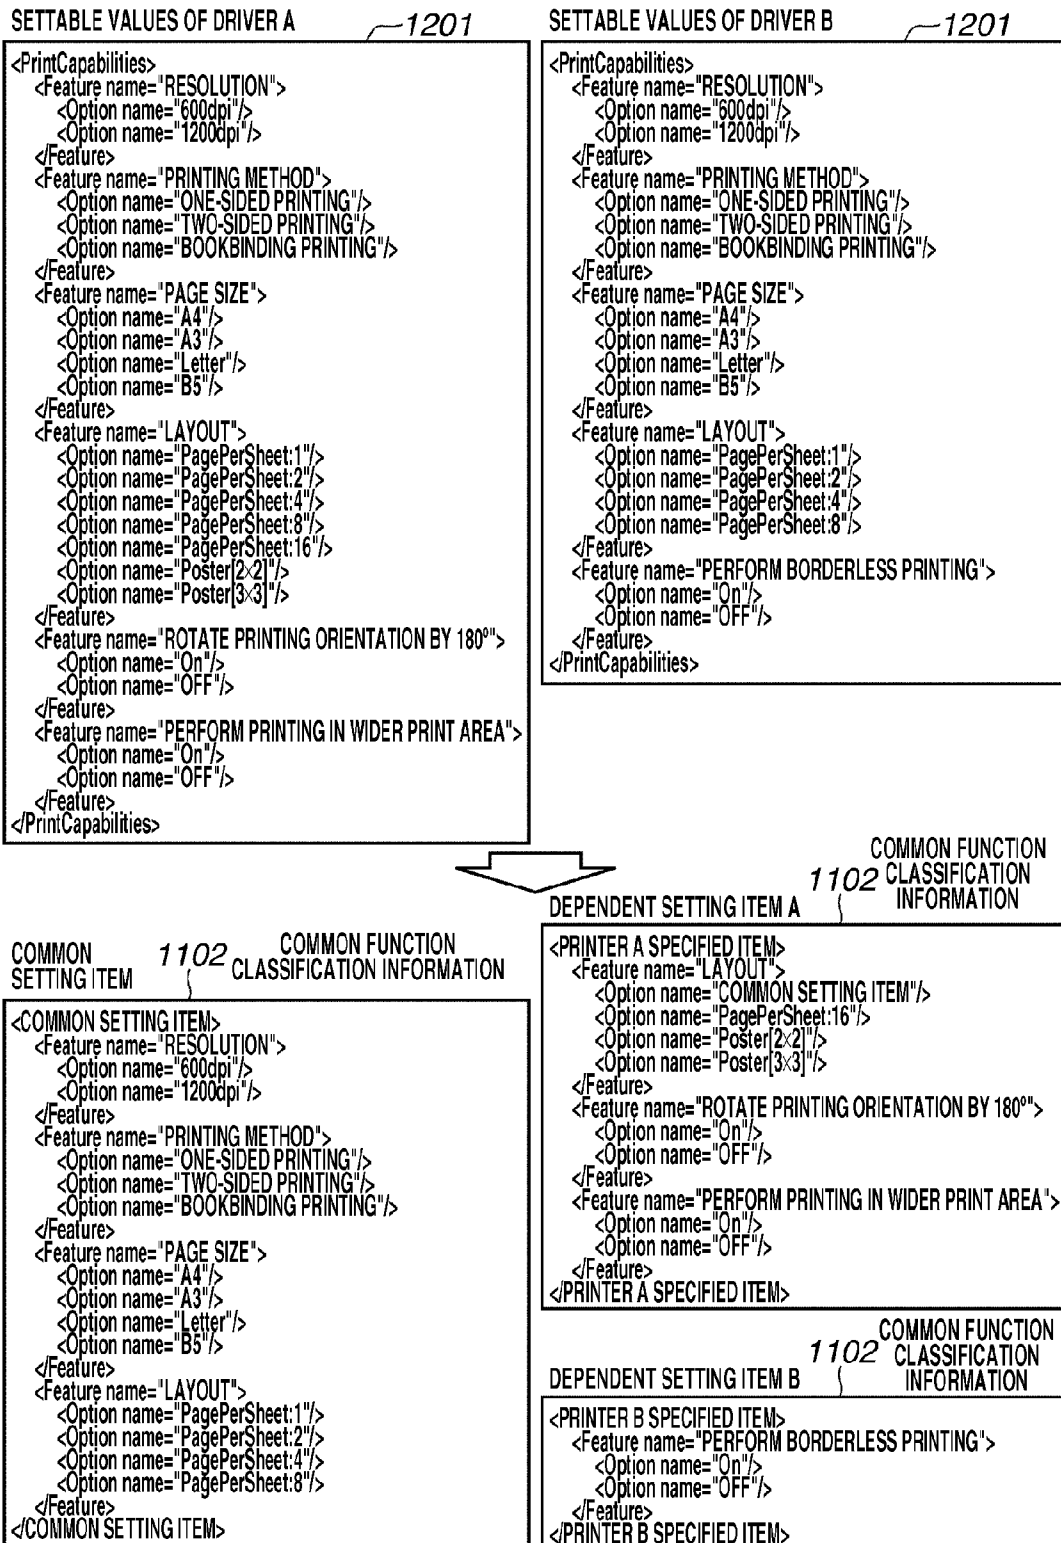 SETTABLE VALUES OF DRIVER A
1201
<PrintCapabilities>
<Feature name="RESOLUTION">
<Option name="600dpi"/>
<Option name="1200dpi"/>
</Feature>
<Feature name="PRINTING METHOD">
<Option name="ONE-SIDED PRINTING"/>
<Option name="TWO-SIDED PRINTING"/>
<Option name="BOOKBINDING PRINTING"/>
</Feature>
<Feature name="PAGE SIZE">
<Option name="A4"/>
<Option name="A3"/>
<Option name="Letter"/>
<Option name="B5"/>
</Feature>
<Feature name="LAYOUT">
<Option name="PagePerSheet:1"/>
<Option name="PagePerSheet:2"/>
<Option name="PagePerSheet:4"/>
<Option name="PagePerSheet:8"/>
<Option name="PagePerSheet:16"/>
<Option name="Poster[2×2]"/>
<Option name="Poster[3×3]"/>
</Feature>
<Feature name="ROTATE PRINTING ORIENTATION BY 180º">
<Option name="On"/>
<Option name="OFF"/>
</Feature>
<Feature name="PERFORM PRINTING IN WIDER PRINT AREA">
<Option name="On"/>
<Option name="OFF"/>
</Feature>
</PrintCapabilities>
SETTABLE VALUES OF DRIVER B
1201
<PrintCapabilities>
<Feature name="RESOLUTION">
<Option name="600dpi"/>
<Option name="1200dpi"/>
</Feature>
<Feature name="PRINTING METHOD">
<Option name="ONE-SIDED PRINTING"/>
<Option name="TWO-SIDED PRINTING"/>
<Option name="BOOKBINDING PRINTING"/>
</Feature>
<Feature name="PAGE SIZE">
<Option name="A4"/>
<Option name="A3"/>
<Option name="Letter"/>
<Option name="B5"/>
</Feature>
<Feature name="LAYOUT">
<Option name="PagePerSheet:1"/>
<Option name="PagePerSheet:2"/>
<Option name="PagePerSheet:4"/>
<Option name="PagePerSheet:8"/>
</Feature>
<Feature name="PERFORM BORDERLESS PRINTING">
<Option name="On"/>
<Option name="OFF"/>
</Feature>
</PrintCapabilities>
COMMON
SETTING ITEM
1102
COMMON FUNCTION
CLASSIFICATION INFORMATION
<COMMON SETTING ITEM>
<Feature name="RESOLUTION">
<Option name="600dpi"/>
<Option name="1200dpi"/>
</Feature>
<Feature name="PRINTING METHOD">
<Option name="ONE-SIDED PRINTING"/>
<Option name="TWO-SIDED PRINTING"/>
<Option name="BOOKBINDING PRINTING"/>
</Feature>
<Feature name="PAGE SIZE">
<Option name="A4"/>
<Option name="A3"/>
<Option name="Letter"/>
<Option name="B5"/>
</Feature>
<Feature name="LAYOUT">
<Option name="PagePerSheet:1"/>
<Option name="PagePerSheet:2"/>
<Option name="PagePerSheet:4"/>
<Option name="PagePerSheet:8"/>
</Feature>
</COMMON SETTING ITEM>
DEPENDENT SETTING ITEM A
1102
COMMON FUNCTION
CLASSIFICATION
INFORMATION
<PRINTER A SPECIFIED ITEM>
<Feature name="LAYOUT">
<Option name="COMMON SETTING ITEM"/>
<Option name="PagePerSheet:16"/>
<Option name="Poster[2×2]"/>
<Option name="Poster[3×3]"/>
</Feature>
<Feature name="ROTATE PRINTING ORIENTATION BY 180º">
<Option name="On"/>
<Option name="OFF"/>
</Feature>
<Feature name="PERFORM PRINTING IN WIDER PRINT AREA">
<Option name="On"/>
<Option name="OFF"/>
</Feature>
</PRINTER A SPECIFIED ITEM>
DEPENDENT SETTING ITEM B
1102
COMMON FUNCTION
CLASSIFICATION
INFORMATION
<PRINTER B SPECIFIED ITEM>
<Feature name="PERFORM BORDERLESS PRINTING">
<Option name="On"/>
<Option name="OFF"/>
</Feature>
</PRINTER B SPECIFIED ITEM>